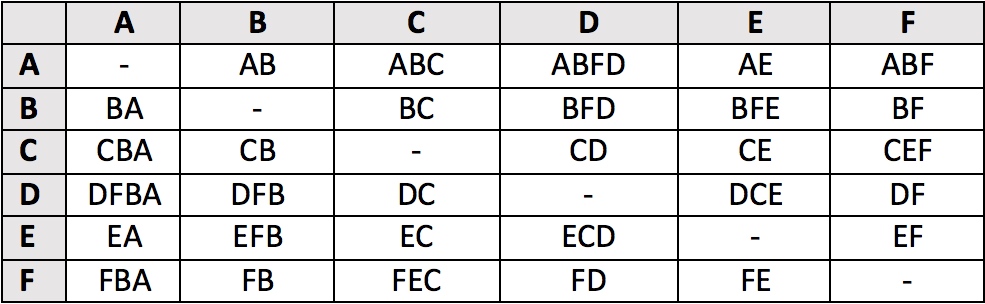 A B C D E F
A - AB ABC ABFD AE ABF
B BA - BC BFD BFE BF
C CBA CB - CD CE CEF
D DFBA DFB DC - DCE DF
E EA EFB EC ECD - EF
F FBA FB FEC FD FE -